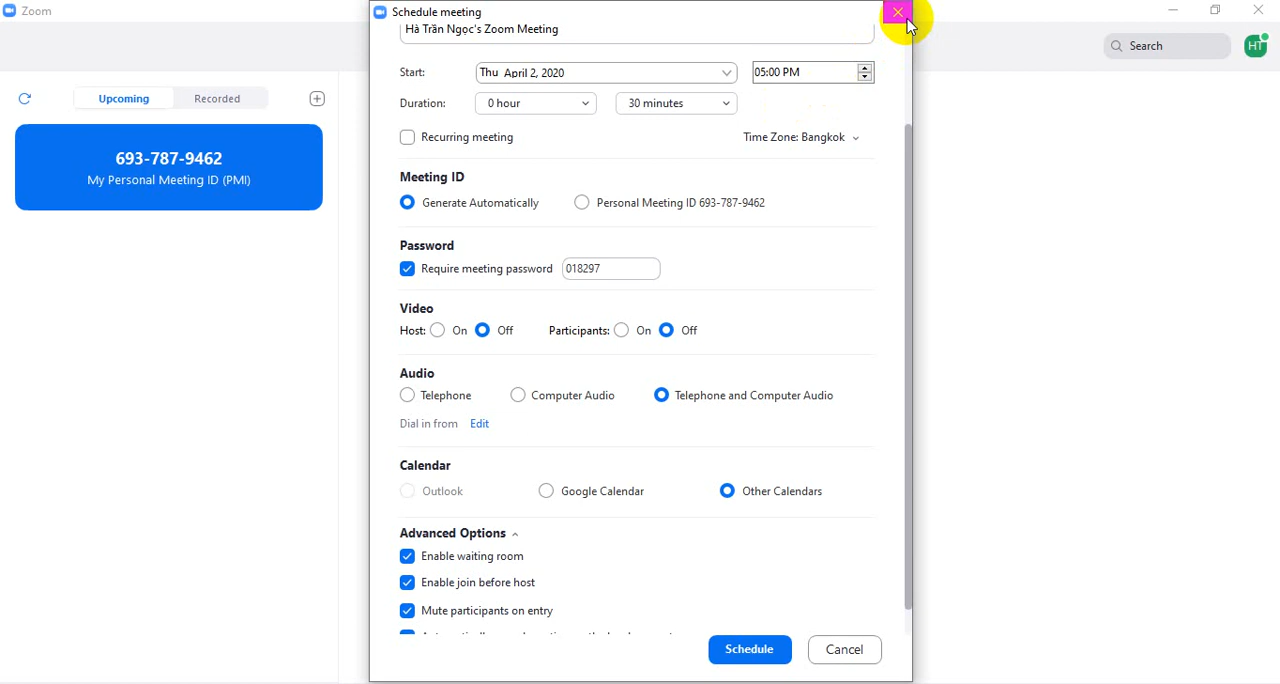 Zoom
Schedule meeting
Hà Trần Ngọc's Zoom Meeting
Search
HT
Start: Thu April 2, 2020 05:00 PM
Upcoming Recorded
Duration: 0 hour 30 minutes
Recurring meeting Time Zone: Bangkok
693-787-9462
My Personal Meeting ID (PMI)
Meeting ID
Generate Automatically Personal Meeting ID 693-787-9462
Password
Require meeting password 018297
Video
Host: On Off Participants: On Off
Audio
Telephone Computer Audio Telephone and Computer Audio
Dial in from Edit
Calendar
Outlook Google Calendar Other Calendars
Advanced Options
Enable waiting room
Enable join before host
Mute participants on entry
Schedule Cancel